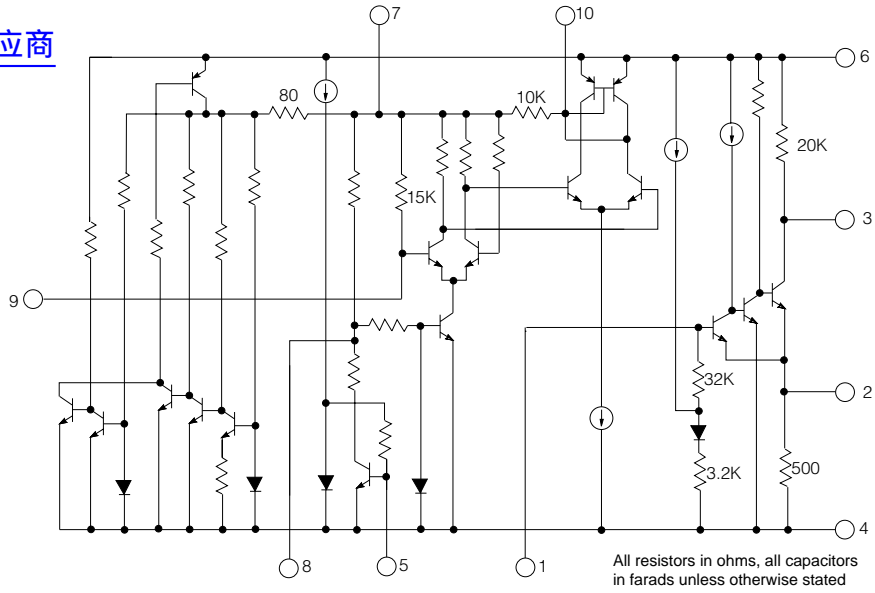 应商
7
10
6
80
10K
20K
15K
3
9
32K
2
3.2K
500
4
8
5
1
All resistors in ohms, all capacitors
in farads unless otherwise stated